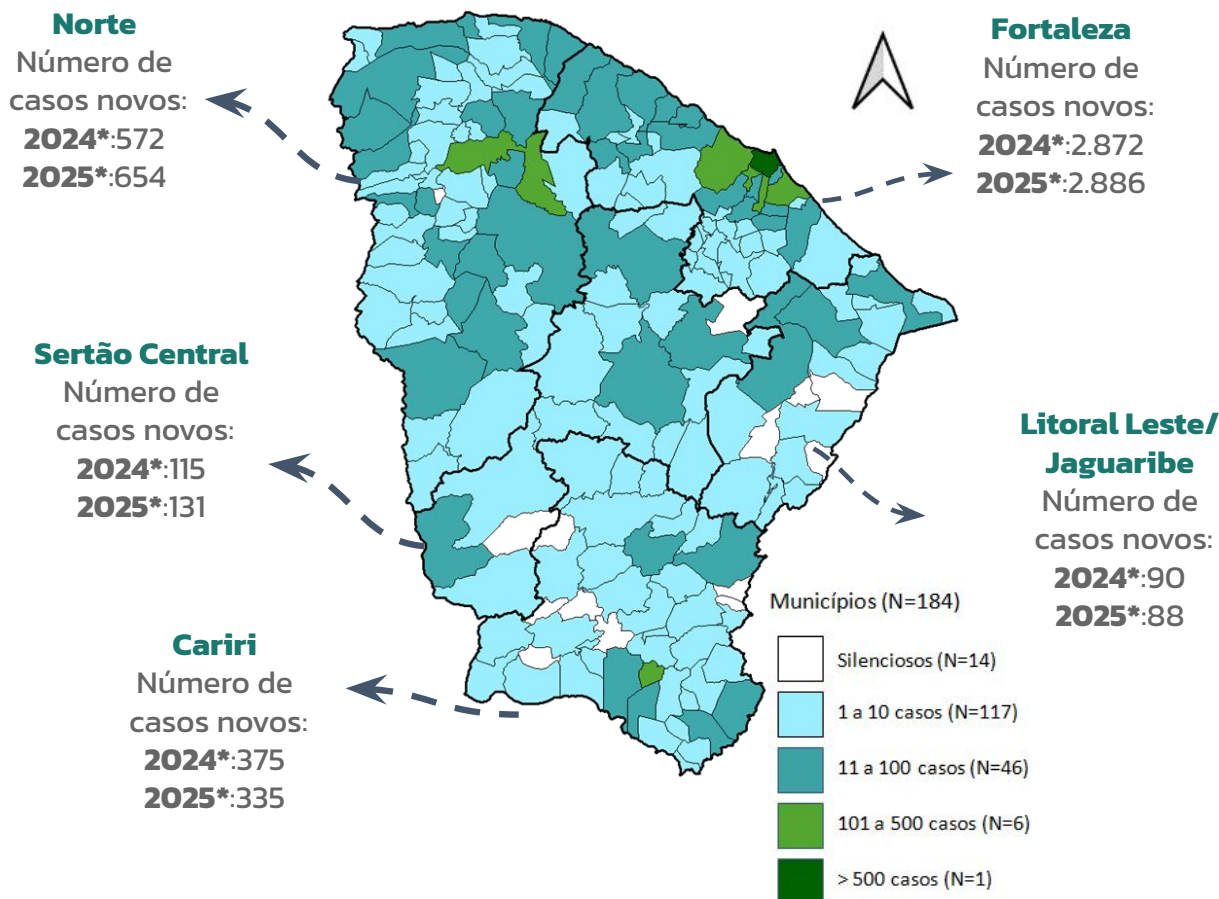 Norte
Número de
casos novos:
2024*:572
2025*:654
Fortaleza
Número de
casos novos:
2024*:2.872
2025*:2.886
Sertão Central
Número de
casos novos:
2024*:115
2025*:131
Litoral Leste/
Jaguaribe
Número de
casos novos:
2024*:90
2025*:88
Cariri
Número de
casos novos:
2024*:375
2025*:335
Municípios (N=184)
Silenciosos (N=14)
1 a 10 casos (N=117)
11 a 100 casos (N=46)
101 a 500 casos (N=6)
> 500 casos (N=1)